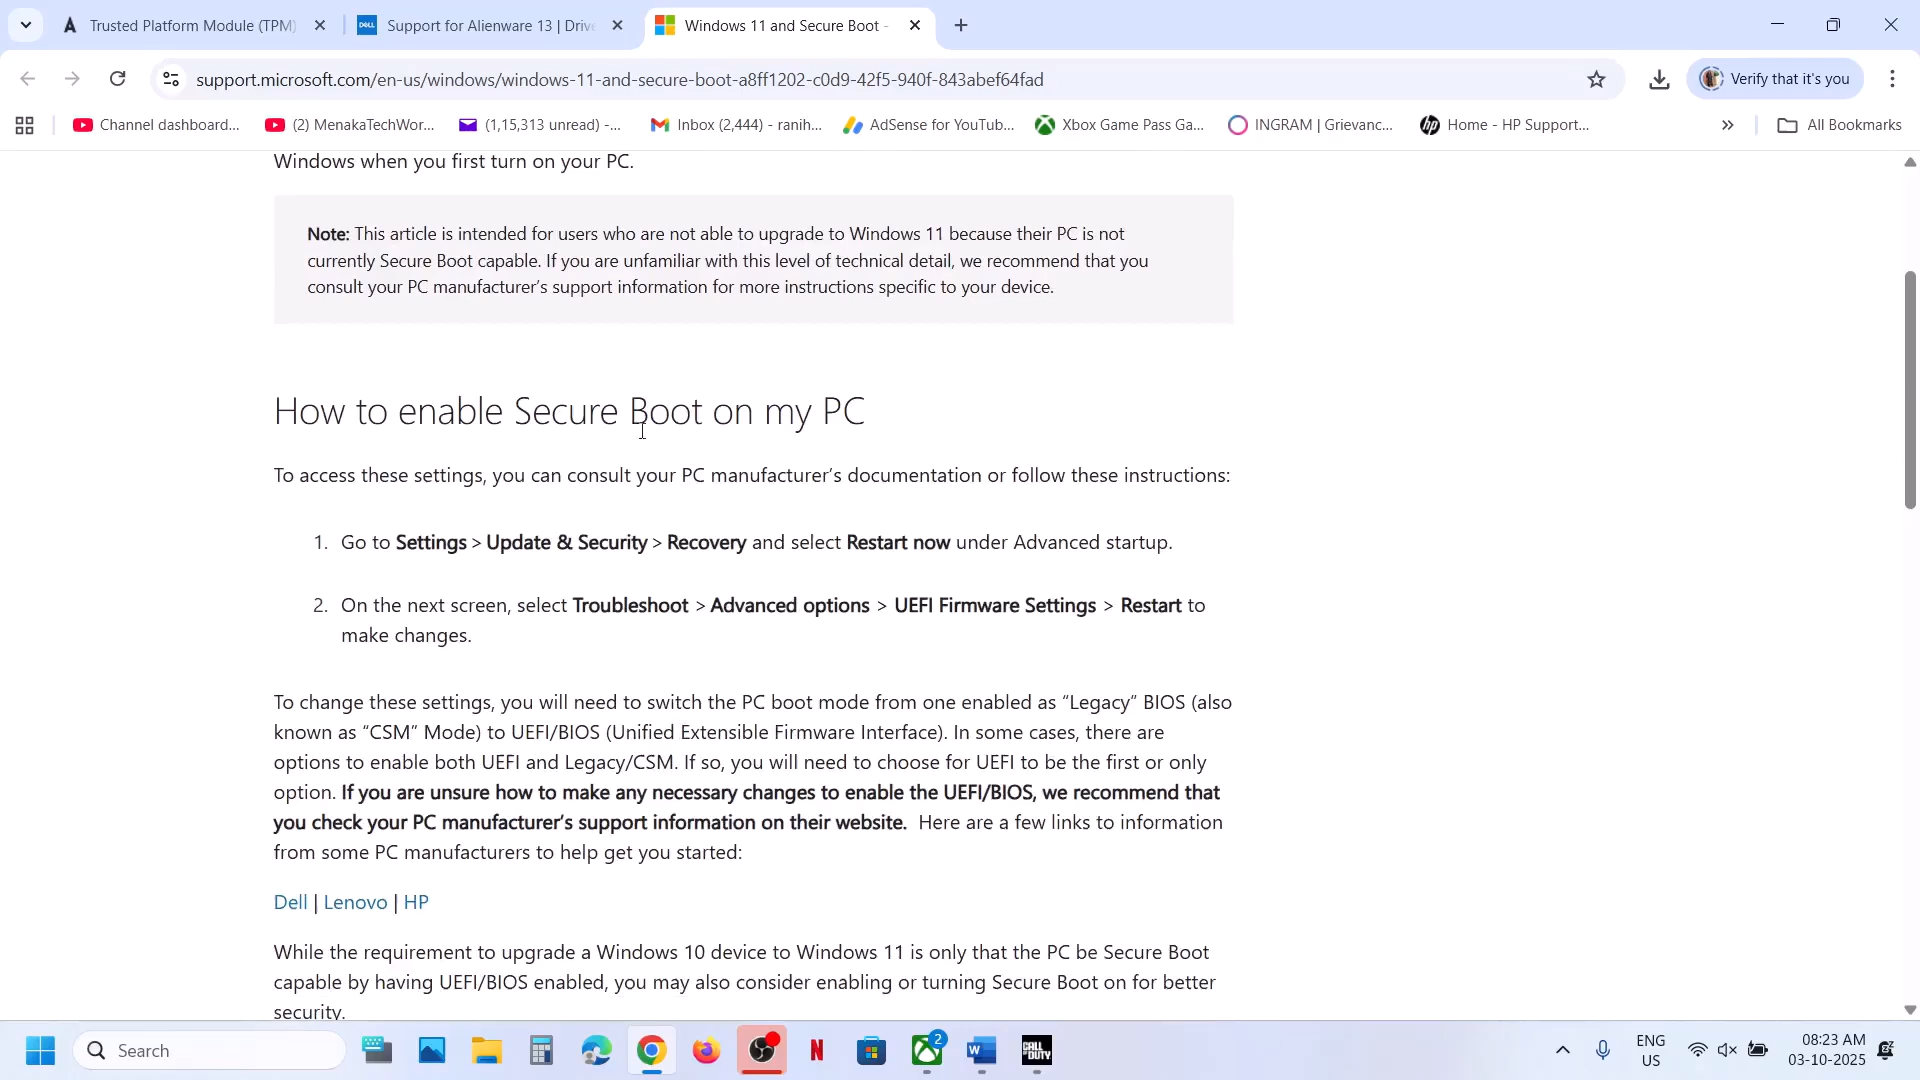 Trusted Platform Module (TPM)
Support for Alienware 13 | Drive
Windows 11 and Secure Boot -
support.microsoft.com/en-us/windows/windows-11-and-secure-boot-a8ff1202-c0d9-42f5-940f-843abef64fad
Verify that it's you
Channel dashboard...
(2) MenakaTechWor...
(1,15,313 unread) -...
Inbox (2,444) - ranih...
AdSense for YouTub...
Xbox Game Pass Ga...
INGRAM | Grievanc...
Home - HP Support...
All Bookmarks
Windows when you first turn on your PC.
Note: This article is intended for users who are not able to upgrade to Windows 11 because their PC is not
currently Secure Boot capable. If you are unfamiliar with this level of technical detail, we recommend that you
consult your PC manufacturer's support information for more instructions specific to your device.
How to enable Secure Boot on my PC
To access these settings, you can consult your PC manufacturer's documentation or follow these instructions:
1. Go to Settings > Update & Security > Recovery and select Restart now under Advanced startup.
2. On the next screen, select Troubleshoot > Advanced options > UEFI Firmware Settings > Restart to
make changes.
To change these settings, you will need to switch the PC boot mode from one enabled as “Legacy” BIOS (also
known as “CSM” Mode) to UEFI/BIOS (Unified Extensible Firmware Interface). In some cases, there are
options to enable both UEFI and Legacy/CSM. If so, you will need to choose for UEFI to be the first or only
option. If you are unsure how to make any necessary changes to enable the UEFI/BIOS, we recommend that
you check your PC manufacturer's support information on their website. Here are a few links to information
from some PC manufacturers to help get you started:
Dell | Lenovo | HP
While the requirement to upgrade a Windows 10 device to Windows 11 is only that the PC be Secure Boot
capable by having UEFI/BIOS enabled, you may also consider enabling or turning Secure Boot on for better
security.
Search
2
CALL OF DUTY
ENG
US
08:23 AM
03-10-2025